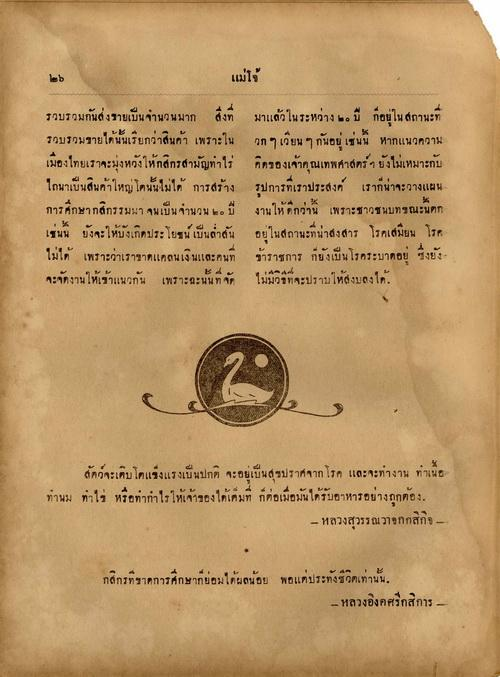 ๒๖
แม่โจ้
รวบรวมกันส่งขายเป็นจำนวนมาก สิ่งที่
รวบรวมขายได้นั้นเรียกว่าสินค้า เพราะใน
เมืองไทยเราจะมุ่งหวังให้กสิกรสามัญทำไร่
ไถนาเป็นสินค้าใหญ่โตนั้นไม่ได้ การสร้าง
การศึกษากสิกรรมมา จนเป็นจำนวน ๒๐ ปี
เช่นนี้ ยังจะให้บังเกิดประโยชน์เป็นล่ำสัน
ไม่ได้ เพราะว่าเราขาดแคลนเงินและคนที่
จะจัดงานให้เข้าแนวกัน เพราะฉะนั้นที่จัด
มาแล้วในระหว่าง ๒๐ ปี ก็อยู่ในสถานะที่
วก ๆ เวียน ๆ กันอยู่ เช่นนี้ หากแนวความ
คิดของเจ้าคุณเทพศาสตร์ฯ ยังไม่เหมาะกับ
รูปการที่เราประสงค์ เราก็น่าจะวางแผน
งานให้ดีกว่านี้ เพราะชาวชนบทขณะนี้ตก
อยู่ในสถานะที่น่าสงสาร โรคเสมียน โรค
ข้าราชการ ก็ยังเป็นโรคระบาดอยู่ ซึ่งยัง
ไม่มีวิธีที่จะปราบให้สงบลงได้.
สัตว์จะเติบโตแข็งแรงเป็นปกติ จะอยู่เป็นสุขปราศจากโรค และจะทำงาน ทำเนื้อ
ทำนม ทำไข่ หรือทำกำไรให้เจ้าของได้เต็มที่ ก็ต่อเมื่อมันได้รับอาหารอย่างถูกต้อง.
— หลวงสุวรรณวาจกกสิกิจ —
*
กสิกรที่ขาดการศึกษาก็ย่อมได้ผลน้อย พอแต่ประทังชีวิตเท่านั้น.
— หลวงอิงคศรีกสิการ —